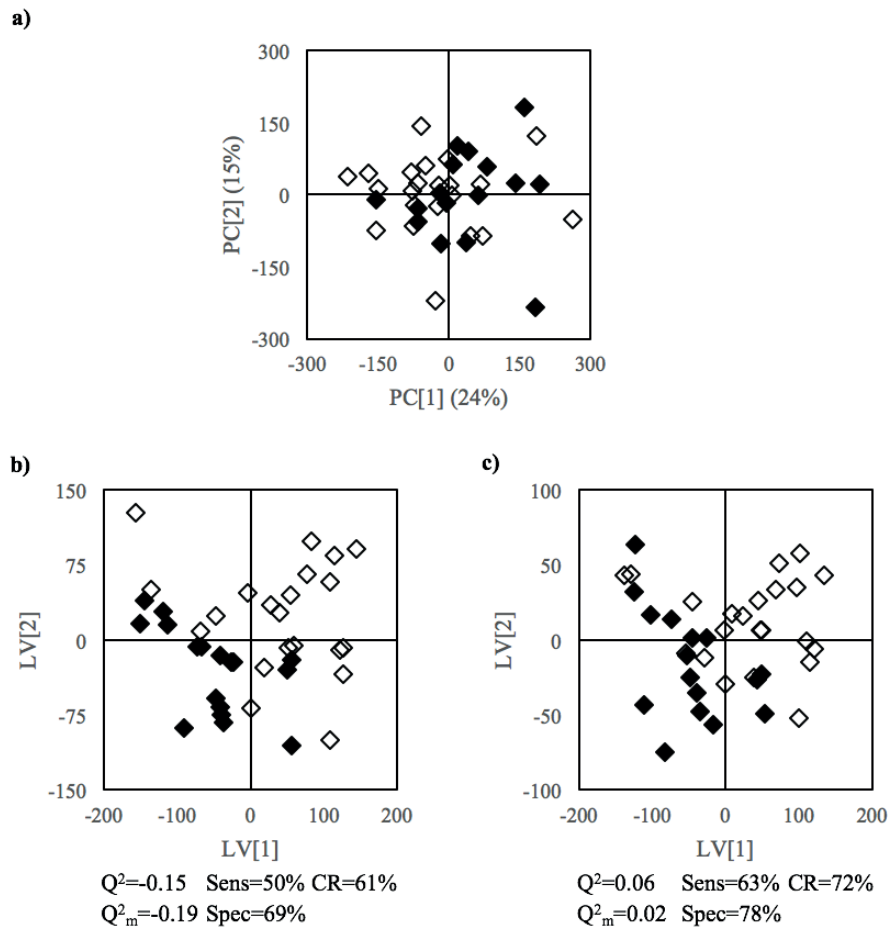 a)
300
150
0
-150
-300
PC[2] (15%)
-300 -150 0 150 300
PC[1] (24%)
b)
150
75
0
-75
-150
LV[2]
-200 -100 0 100 200
LV[1]
Q²=-0.15 Sens=50% CR=61%
Q²m=-0.19 Spec=69%
c)
100
50
0
-50
-100
LV[2]
-200 -100 0 100 200
LV[1]
Q²=0.06 Sens=63% CR=72%
Q²m=0.02 Spec=78%